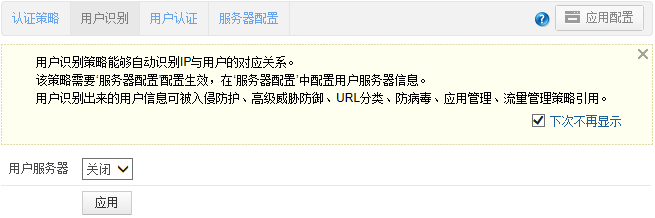 认证策略 用户识别 用户认证 服务器配置 ? 应用配置
用户识别策略能够自动识别IP与用户的对应关系。
该策略需要‘服务器配置’配置生效，在‘服务器配置’中配置用户服务器信息。
用户识别出来的用户信息可被入侵防护、高级威胁防御、URL分类、防病毒、应用管理、流量管理策略引用。
下次不再显示
用户服务器 关闭
应用